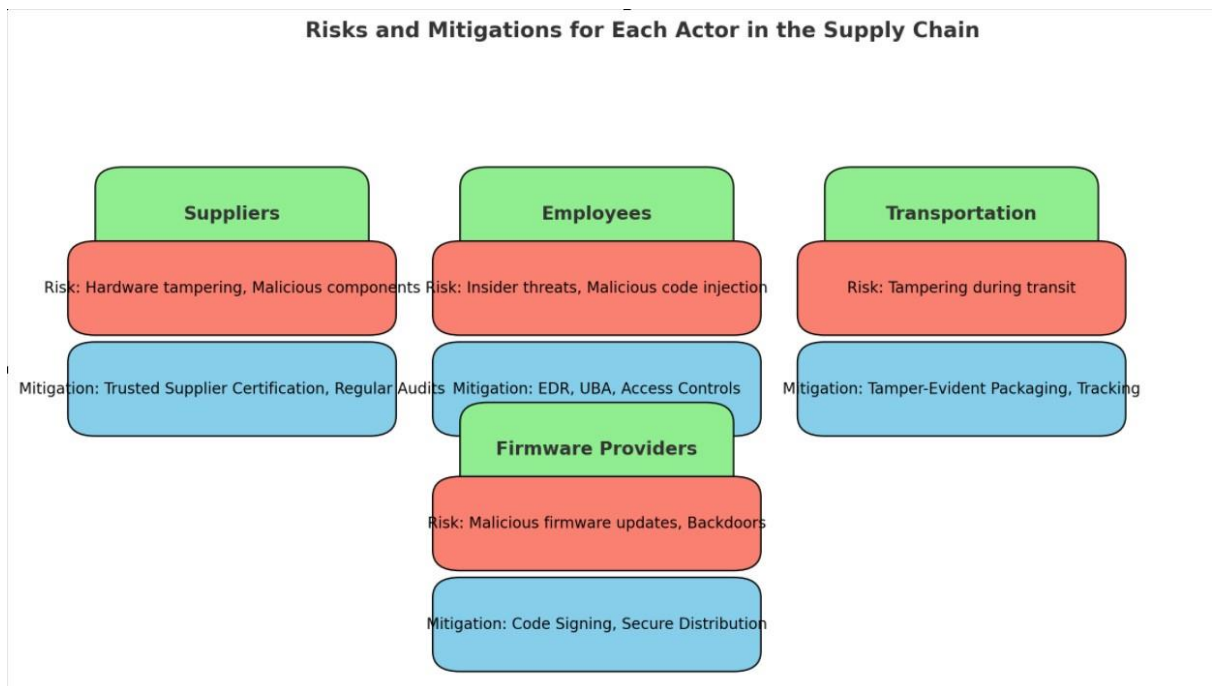 Risks and Mitigations for Each Actor in the Supply Chain
Suppliers
Risk: Hardware tampering, Malicious components
Mitigation: Trusted Supplier Certification, Regular Audits
Employees
Risk: Insider threats, Malicious code injection
Mitigation: EDR, UBA, Access Controls
Transportation
Risk: Tampering during transit
Mitigation: Tamper-Evident Packaging, Tracking
Firmware Providers
Risk: Malicious firmware updates, Backdoors
Mitigation: Code Signing, Secure Distribution